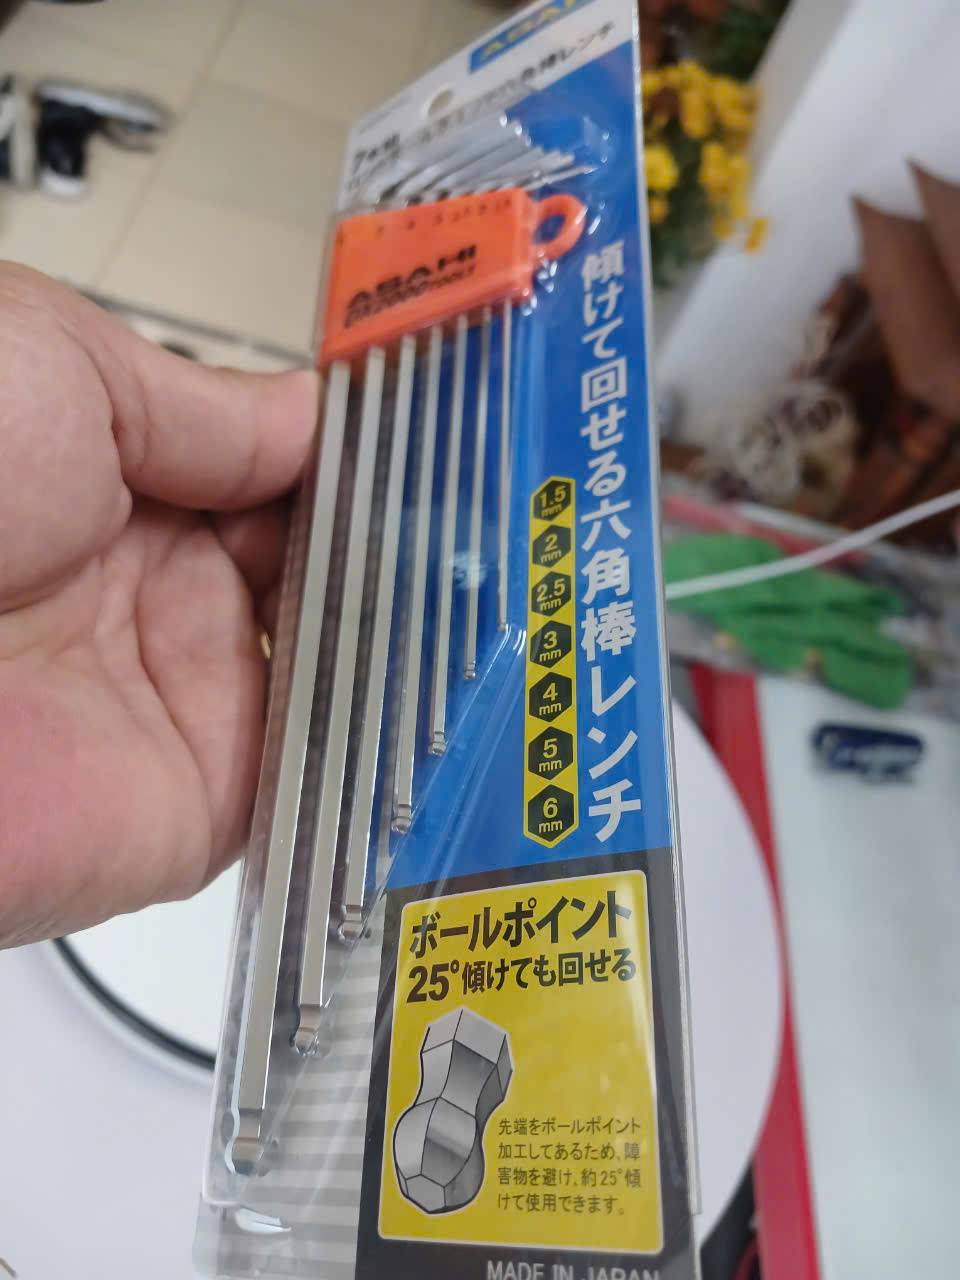 ASAHI
ASAHI
傾けて回せる六角棒レンチ
1.5
mm
2
mm
2.5
mm
3
mm
4
mm
5
mm
6
mm
ボールポイント
25°傾けても回せる
先端をボールポイント
加工してあるため、障
害物を避け、約25°傾
けて使用できます。
MADE IN JAPAN